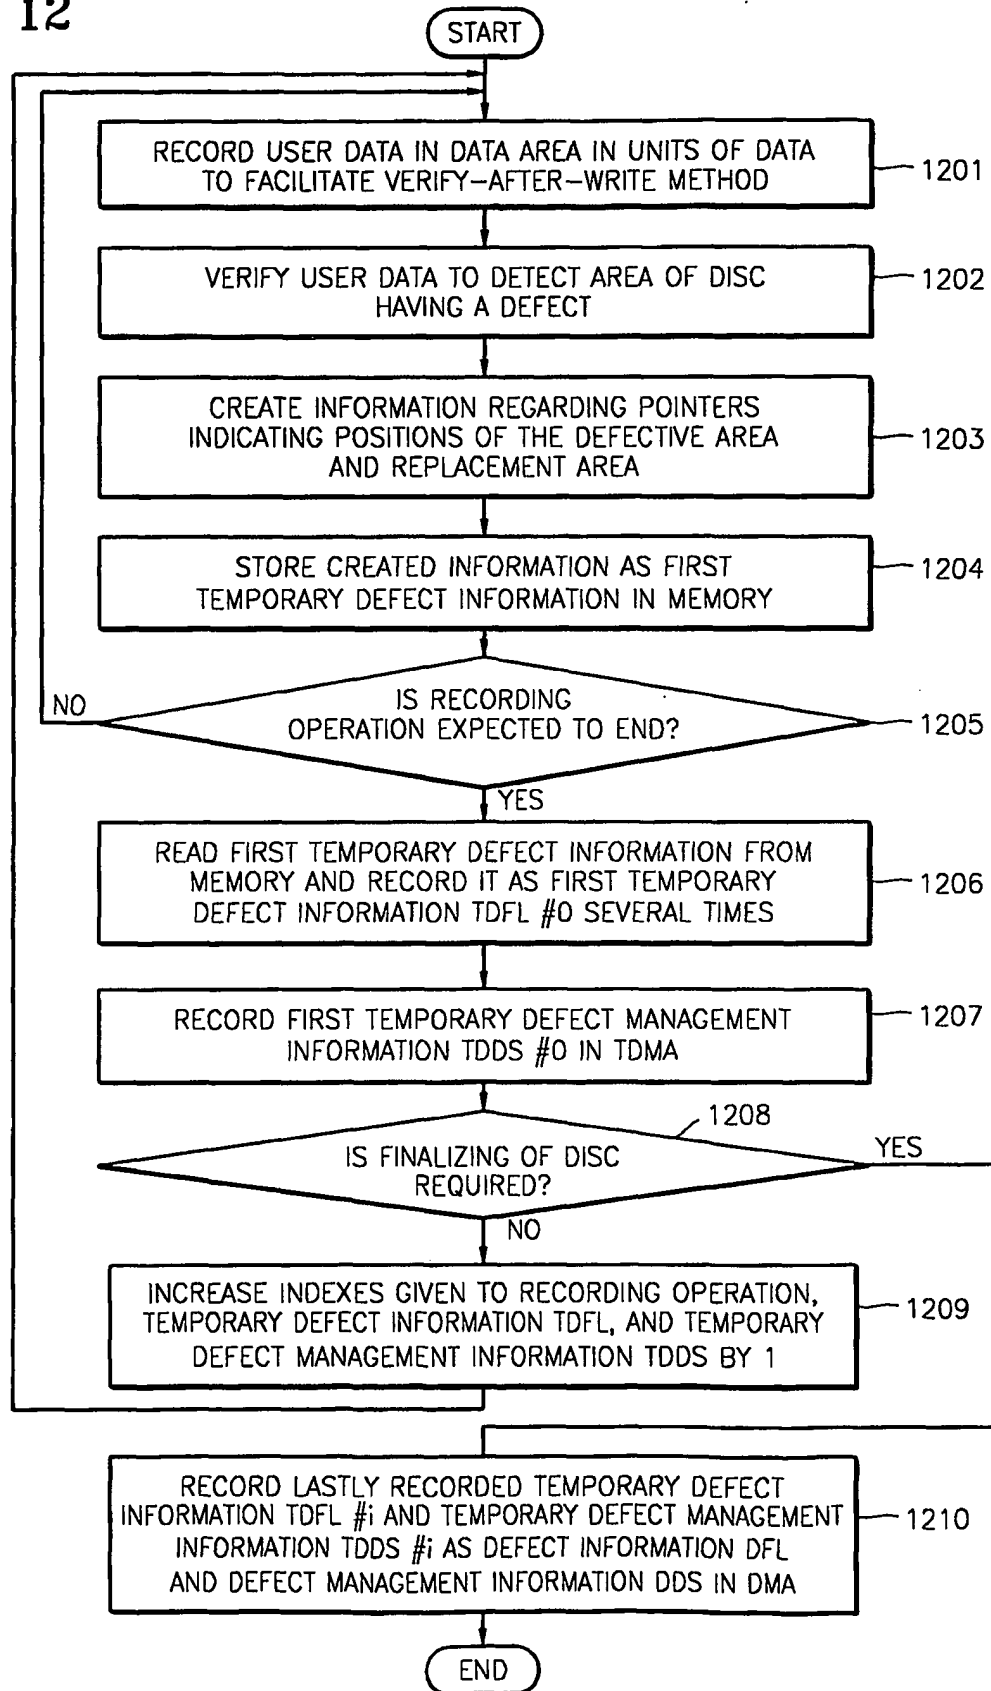 12
START
RECORD USER DATA IN DATA AREA IN UNITS OF DATA
TO FACILITATE VERIFY-AFTER-WRITE METHOD
1201
VERIFY USER DATA TO DETECT AREA OF DISC
HAVING A DEFECT
1202
CREATE INFORMATION REGARDING POINTERS
INDICATING POSITIONS OF THE DEFECTIVE AREA
AND REPLACEMENT AREA
1203
STORE CREATED INFORMATION AS FIRST
TEMPORARY DEFECT INFORMATION IN MEMORY
1204
NO
IS RECORDING
OPERATION EXPECTED TO END?
1205
YES
READ FIRST TEMPORARY DEFECT INFORMATION FROM
MEMORY AND RECORD IT AS FIRST TEMPORARY
DEFECT INFORMATION TDFL #0 SEVERAL TIMES
1206
RECORD FIRST TEMPORARY DEFECT MANAGEMENT
INFORMATION TDDS #0 IN TDMA
1207
1208
IS FINALIZING OF DISC
REQUIRED?
YES
NO
INCREASE INDEXES GIVEN TO RECORDING OPERATION,
TEMPORARY DEFECT INFORMATION TDFL, AND TEMPORARY
DEFECT MANAGEMENT INFORMATION TDDS BY 1
1209
RECORD LASTLY RECORDED TEMPORARY DEFECT
INFORMATION TDFL #i AND TEMPORARY DEFECT MANAGEMENT
INFORMATION TDDS #i AS DEFECT INFORMATION DFL
AND DEFECT MANAGEMENT INFORMATION DDS IN DMA
1210
END